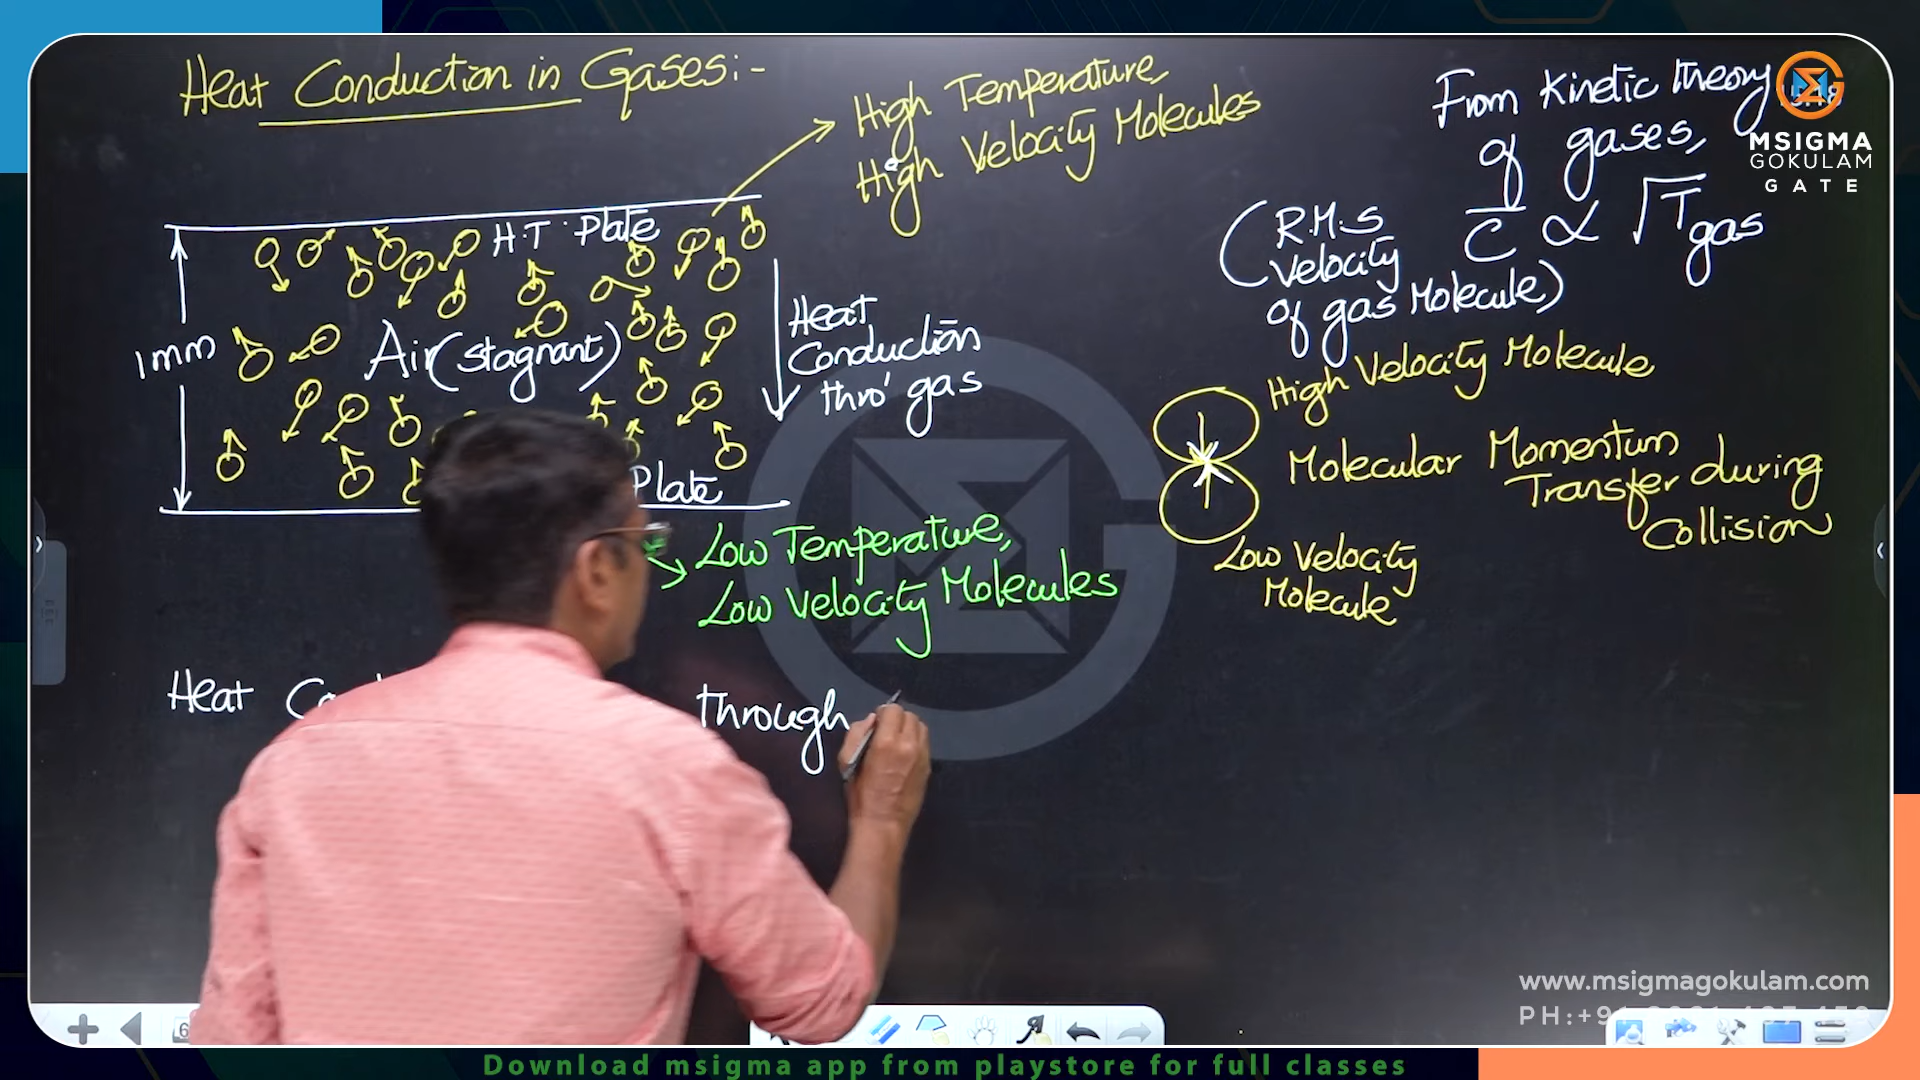 Heat Conduction in Gases:-
High Temperature,
High Velocity Molecules
From Kinetic theory
of gases,
C̅ ∝ √T gas
(R.M.S
Velocity
of gas Molecule)
MSIGMA
GOKULAM
GATE
H.T. Plate
1mm
Air (stagnant)
Plate
Heat
Conduction
thro' gas
Low Temperature,
Low Velocity Molecules
High Velocity Molecule
Molecular Momentum
Transfer during
Collision
Low Velocity
Molecule
Heat
through
www.msigmagokulam.com
PH:+91
Download msigma app from playstore for full classes